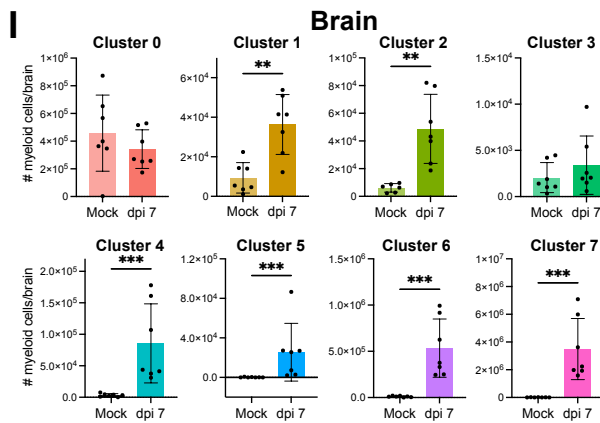 I
Brain
Cluster 0
# myeloid cells/brain
1×10⁶
8×10⁵
6×10⁵
4×10⁵
2×10⁵
0
Mock dpi 7
Cluster 1
**
6×10⁴
4×10⁴
2×10⁴
0
Mock dpi 7
Cluster 2
**
1×10⁵
8×10⁴
6×10⁴
4×10⁴
2×10⁴
0
Mock dpi 7
Cluster 3
1.5×10⁴
1.0×10⁴
5.0×10³
0.0
Mock dpi 7
Cluster 4
***
# myeloid cells/brain
2.0×10⁵
1.5×10⁵
1.0×10⁵
5.0×10⁴
0.0
Mock dpi 7
Cluster 5
***
1.2×10⁵
8.0×10⁴
4.0×10⁴
0.0
Mock dpi 7
Cluster 6
***
1.5×10⁶
1.0×10⁶
5.0×10⁵
0.0
Mock dpi 7
Cluster 7
***
1×10⁷
8×10⁶
6×10⁶
4×10⁶
2×10⁶
0
Mock dpi 7